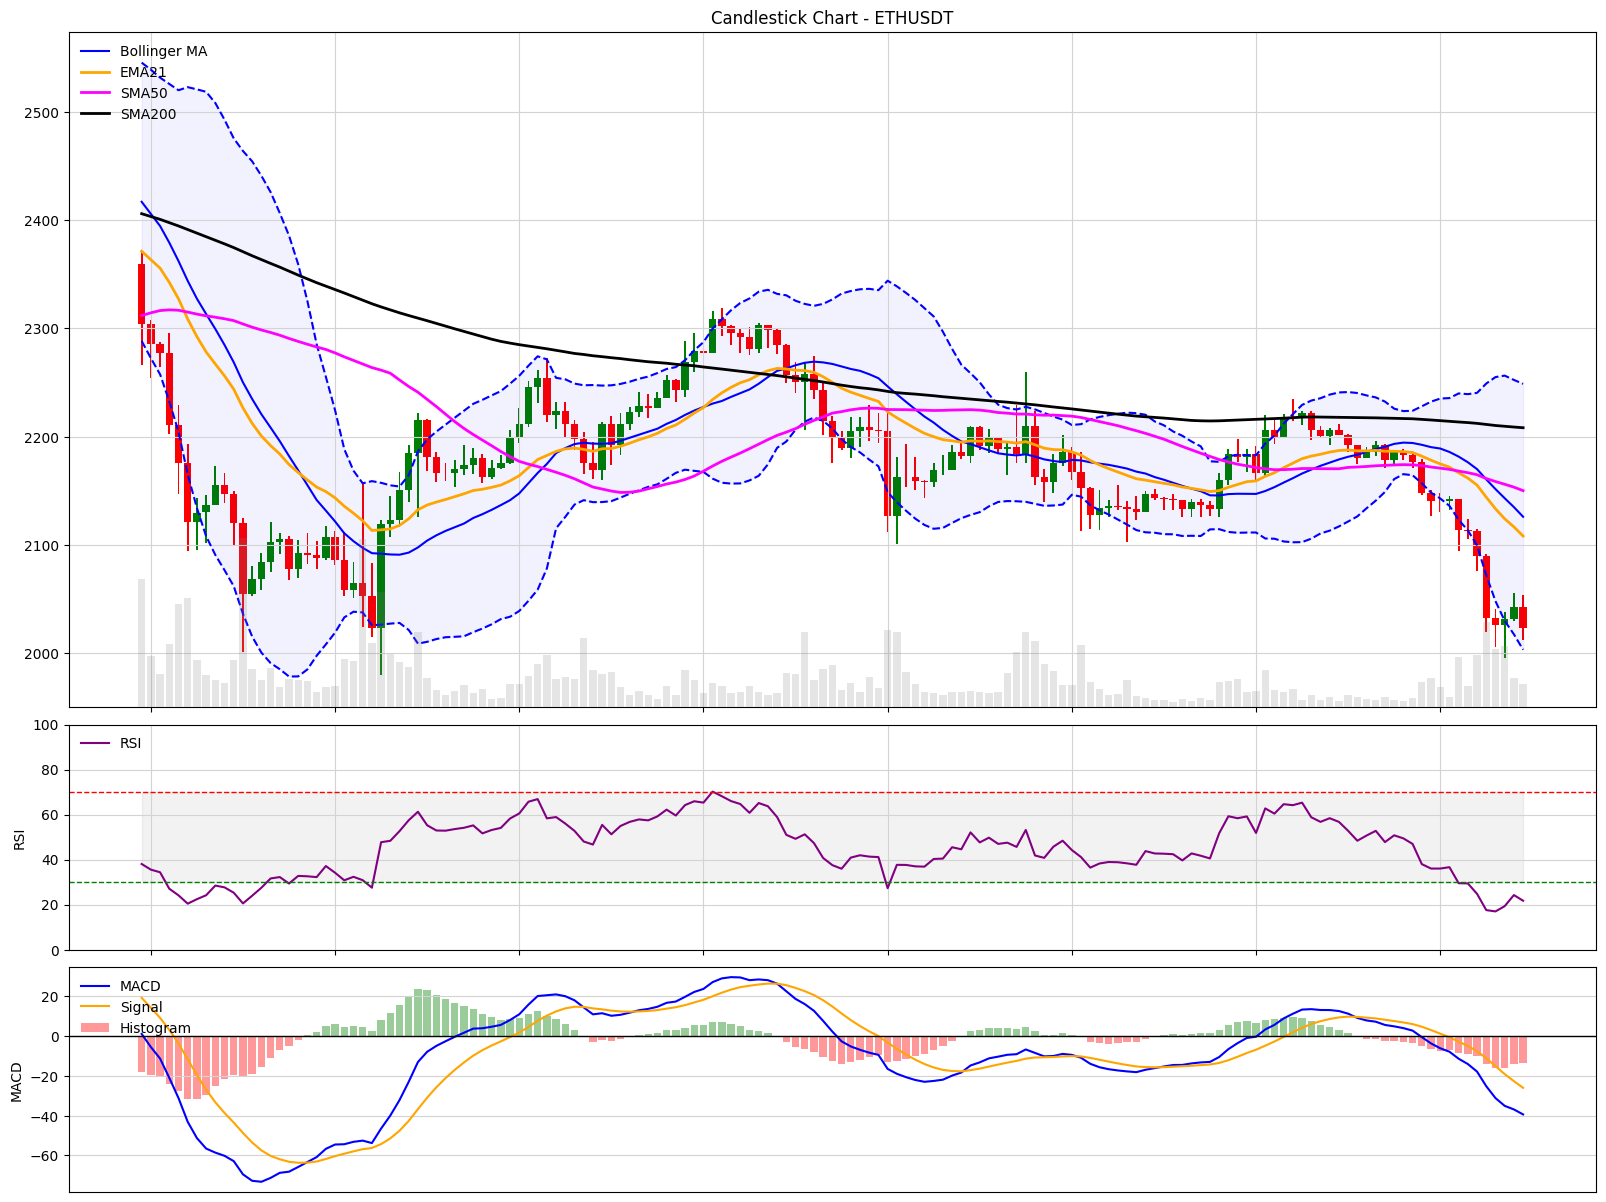 Candlestick Chart - ETHUSDT
Bollinger MA
EMA21
SMA50
SMA200
2500
2400
2300
2200
2100
2000
RSI
100
80
60
40
20
0
RSI
MACD
Signal
Histogram
20
0
−20
−40
−60
MACD